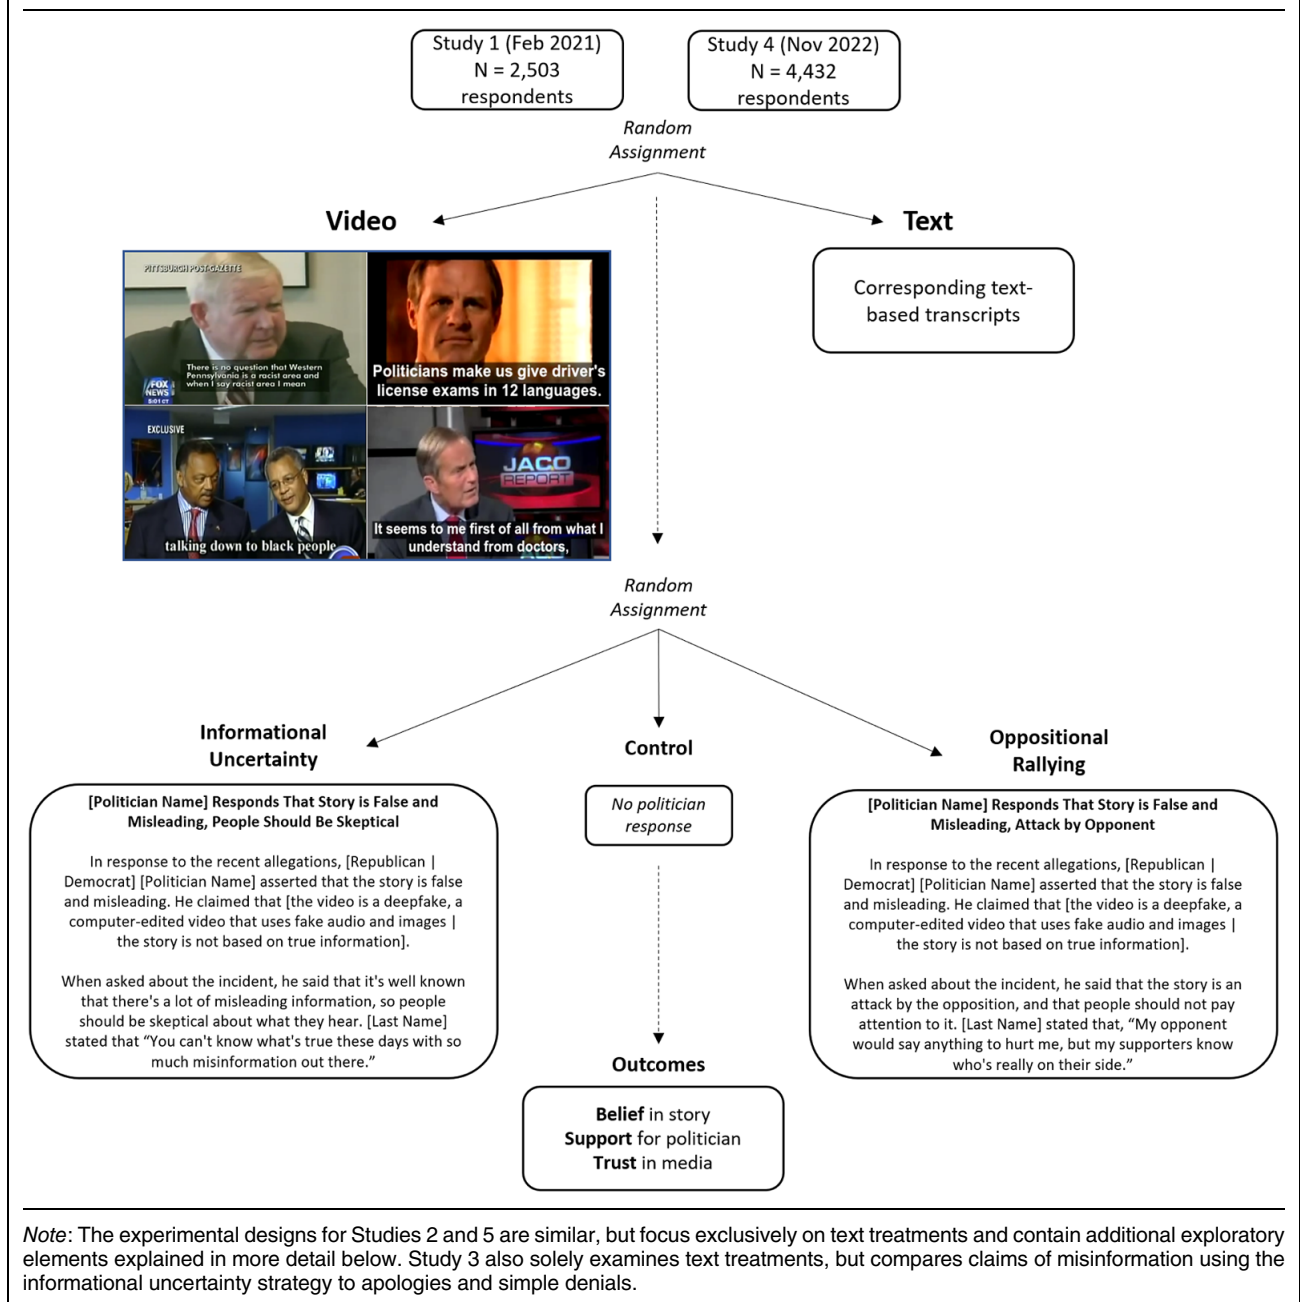 Study 1 (Feb 2021)
N = 2,503
respondents
Study 4 (Nov 2022)
N = 4,432
respondents
Random
Assignment
Video
Text
PITTSBURGH POST-GAZETTE
There is no question that Western
Pennsylvania is a racist area and
when I say racist area I mean
FOX
NEWS
5:01 CT
Politicians make us give driver's
license exams in 12 languages.
EXCLUSIVE
talking down to black people
JACO
REPORT
It seems to me first of all from what I
understand from doctors,
Corresponding text-
based transcripts
Random
Assignment
Informational
Uncertainty
[Politician Name] Responds That Story is False and
Misleading, People Should Be Skeptical
In response to the recent allegations, [Republican |
Democrat] [Politician Name] asserted that the story is false
and misleading. He claimed that [the video is a deepfake, a
computer-edited video that uses fake audio and images |
the story is not based on true information].
When asked about the incident, he said that it's well known
that there's a lot of misleading information, so people
should be skeptical about what they hear. [Last Name]
stated that “You can't know what's true these days with so
much misinformation out there.”
Control
No politician
response
Oppositional
Rallying
[Politician Name] Responds That Story is False and
Misleading, Attack by Opponent
In response to the recent allegations, [Republican |
Democrat] [Politician Name] asserted that the story is false
and misleading. He claimed that [the video is a deepfake, a
computer-edited video that uses fake audio and images |
the story is not based on true information].
When asked about the incident, he said that the story is an
attack by the opposition, and that people should not pay
attention to it. [Last Name] stated that, “My opponent
would say anything to hurt me, but my supporters know
who's really on their side.”
Outcomes
Belief in story
Support for politician
Trust in media
Note: The experimental designs for Studies 2 and 5 are similar, but focus exclusively on text treatments and contain additional exploratory
elements explained in more detail below. Study 3 also solely examines text treatments, but compares claims of misinformation using the
informational uncertainty strategy to apologies and simple denials.